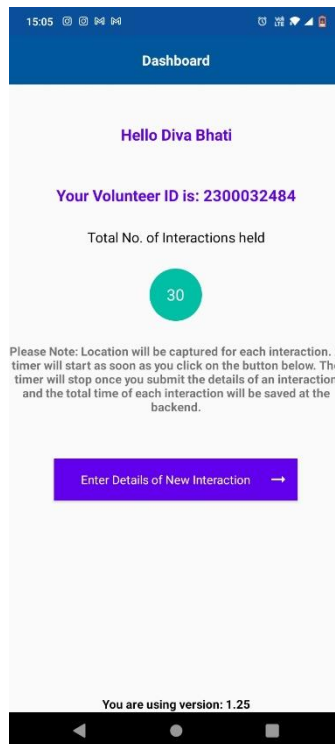 15:05
Dashboard
Hello Diva Bhati
Your Volunteer ID is: 2300032484
Total No. of Interactions held
30
Please Note: Location will be captured for each interaction.
timer will start as soon as you click on the button below. The
timer will stop once you submit the details of an interaction
and the total time of each interaction will be saved at the
backend.
Enter Details of New Interaction →
You are using version: 1.25